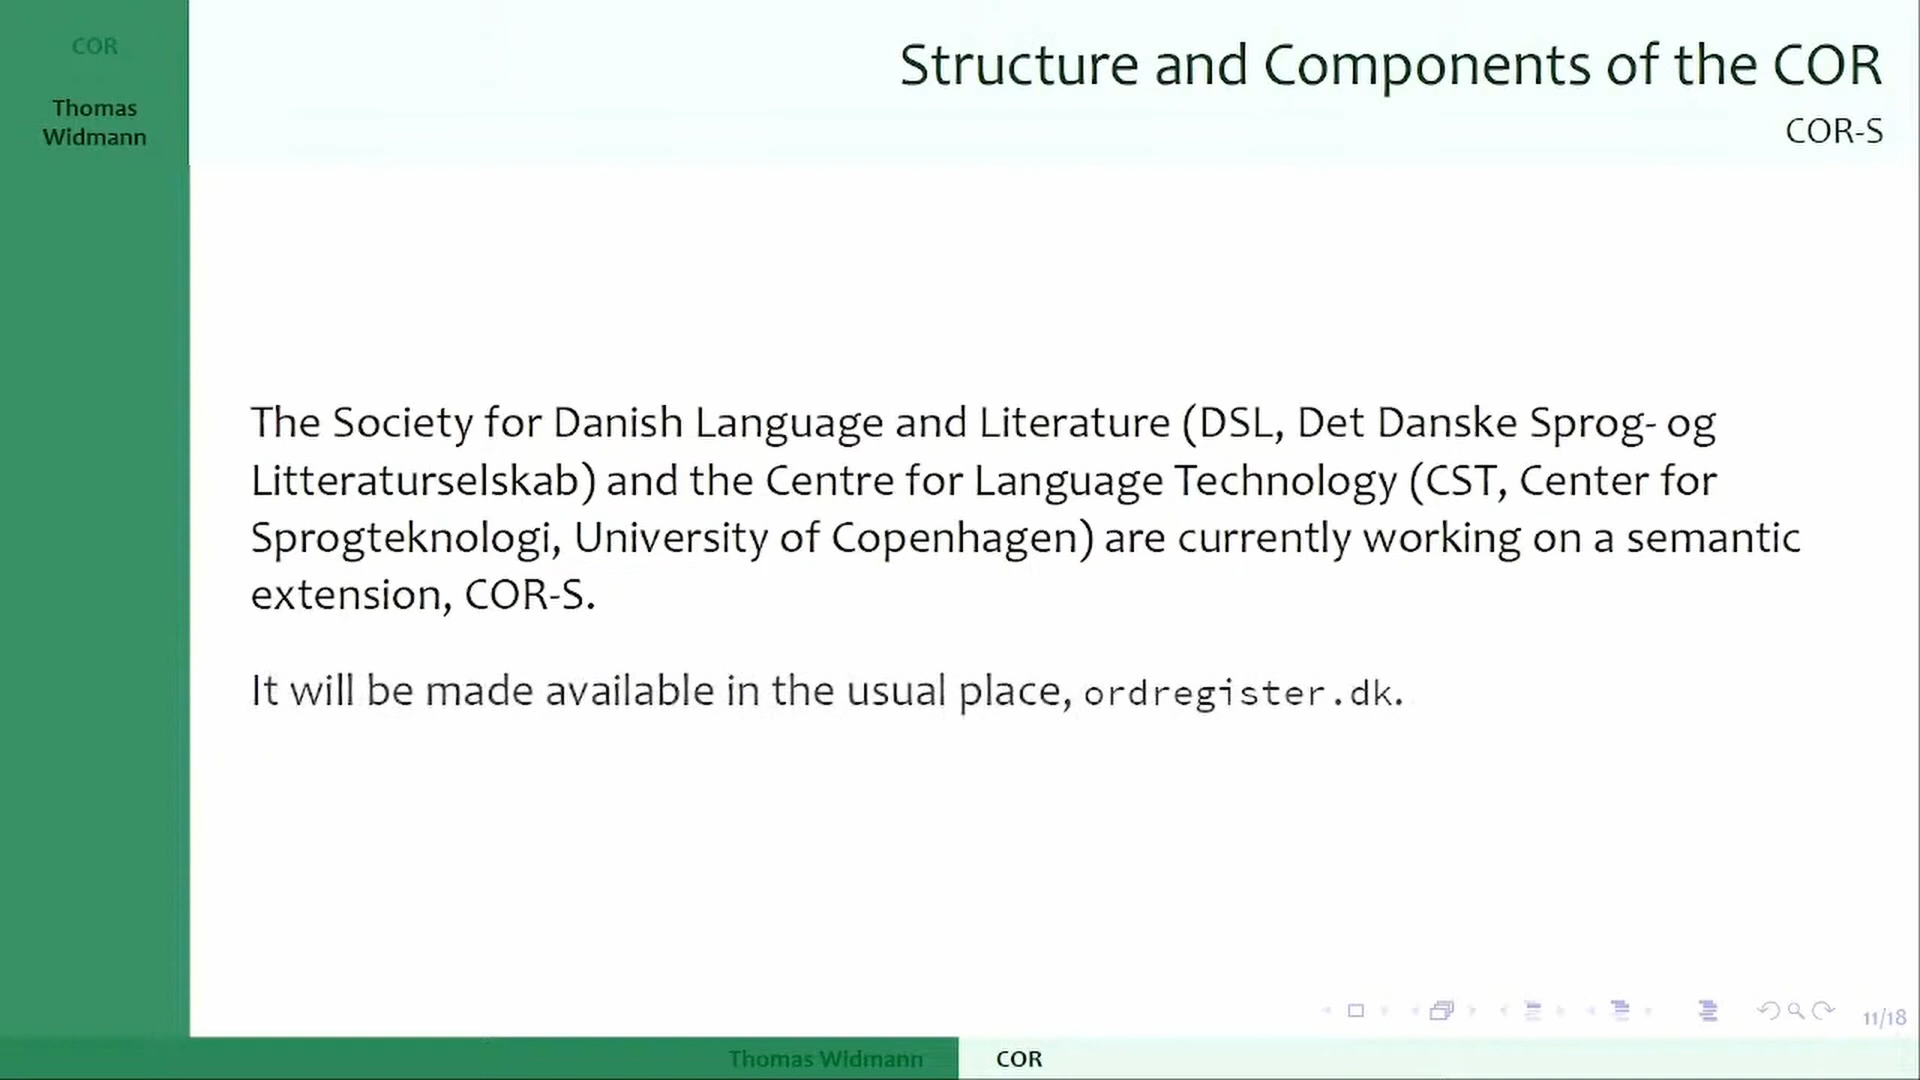 COR
Thomas
Widmann
Structure and Components of the COR
COR-S
The Society for Danish Language and Literature (DSL, Det Danske Sprog- og
Litteraturselskab) and the Centre for Language Technology (CST, Center for
Sprogteknologi, University of Copenhagen) are currently working on a semantic
extension, COR-S.
It will be made available in the usual place, ordregister.dk.
11/18
Thomas Widmann
COR